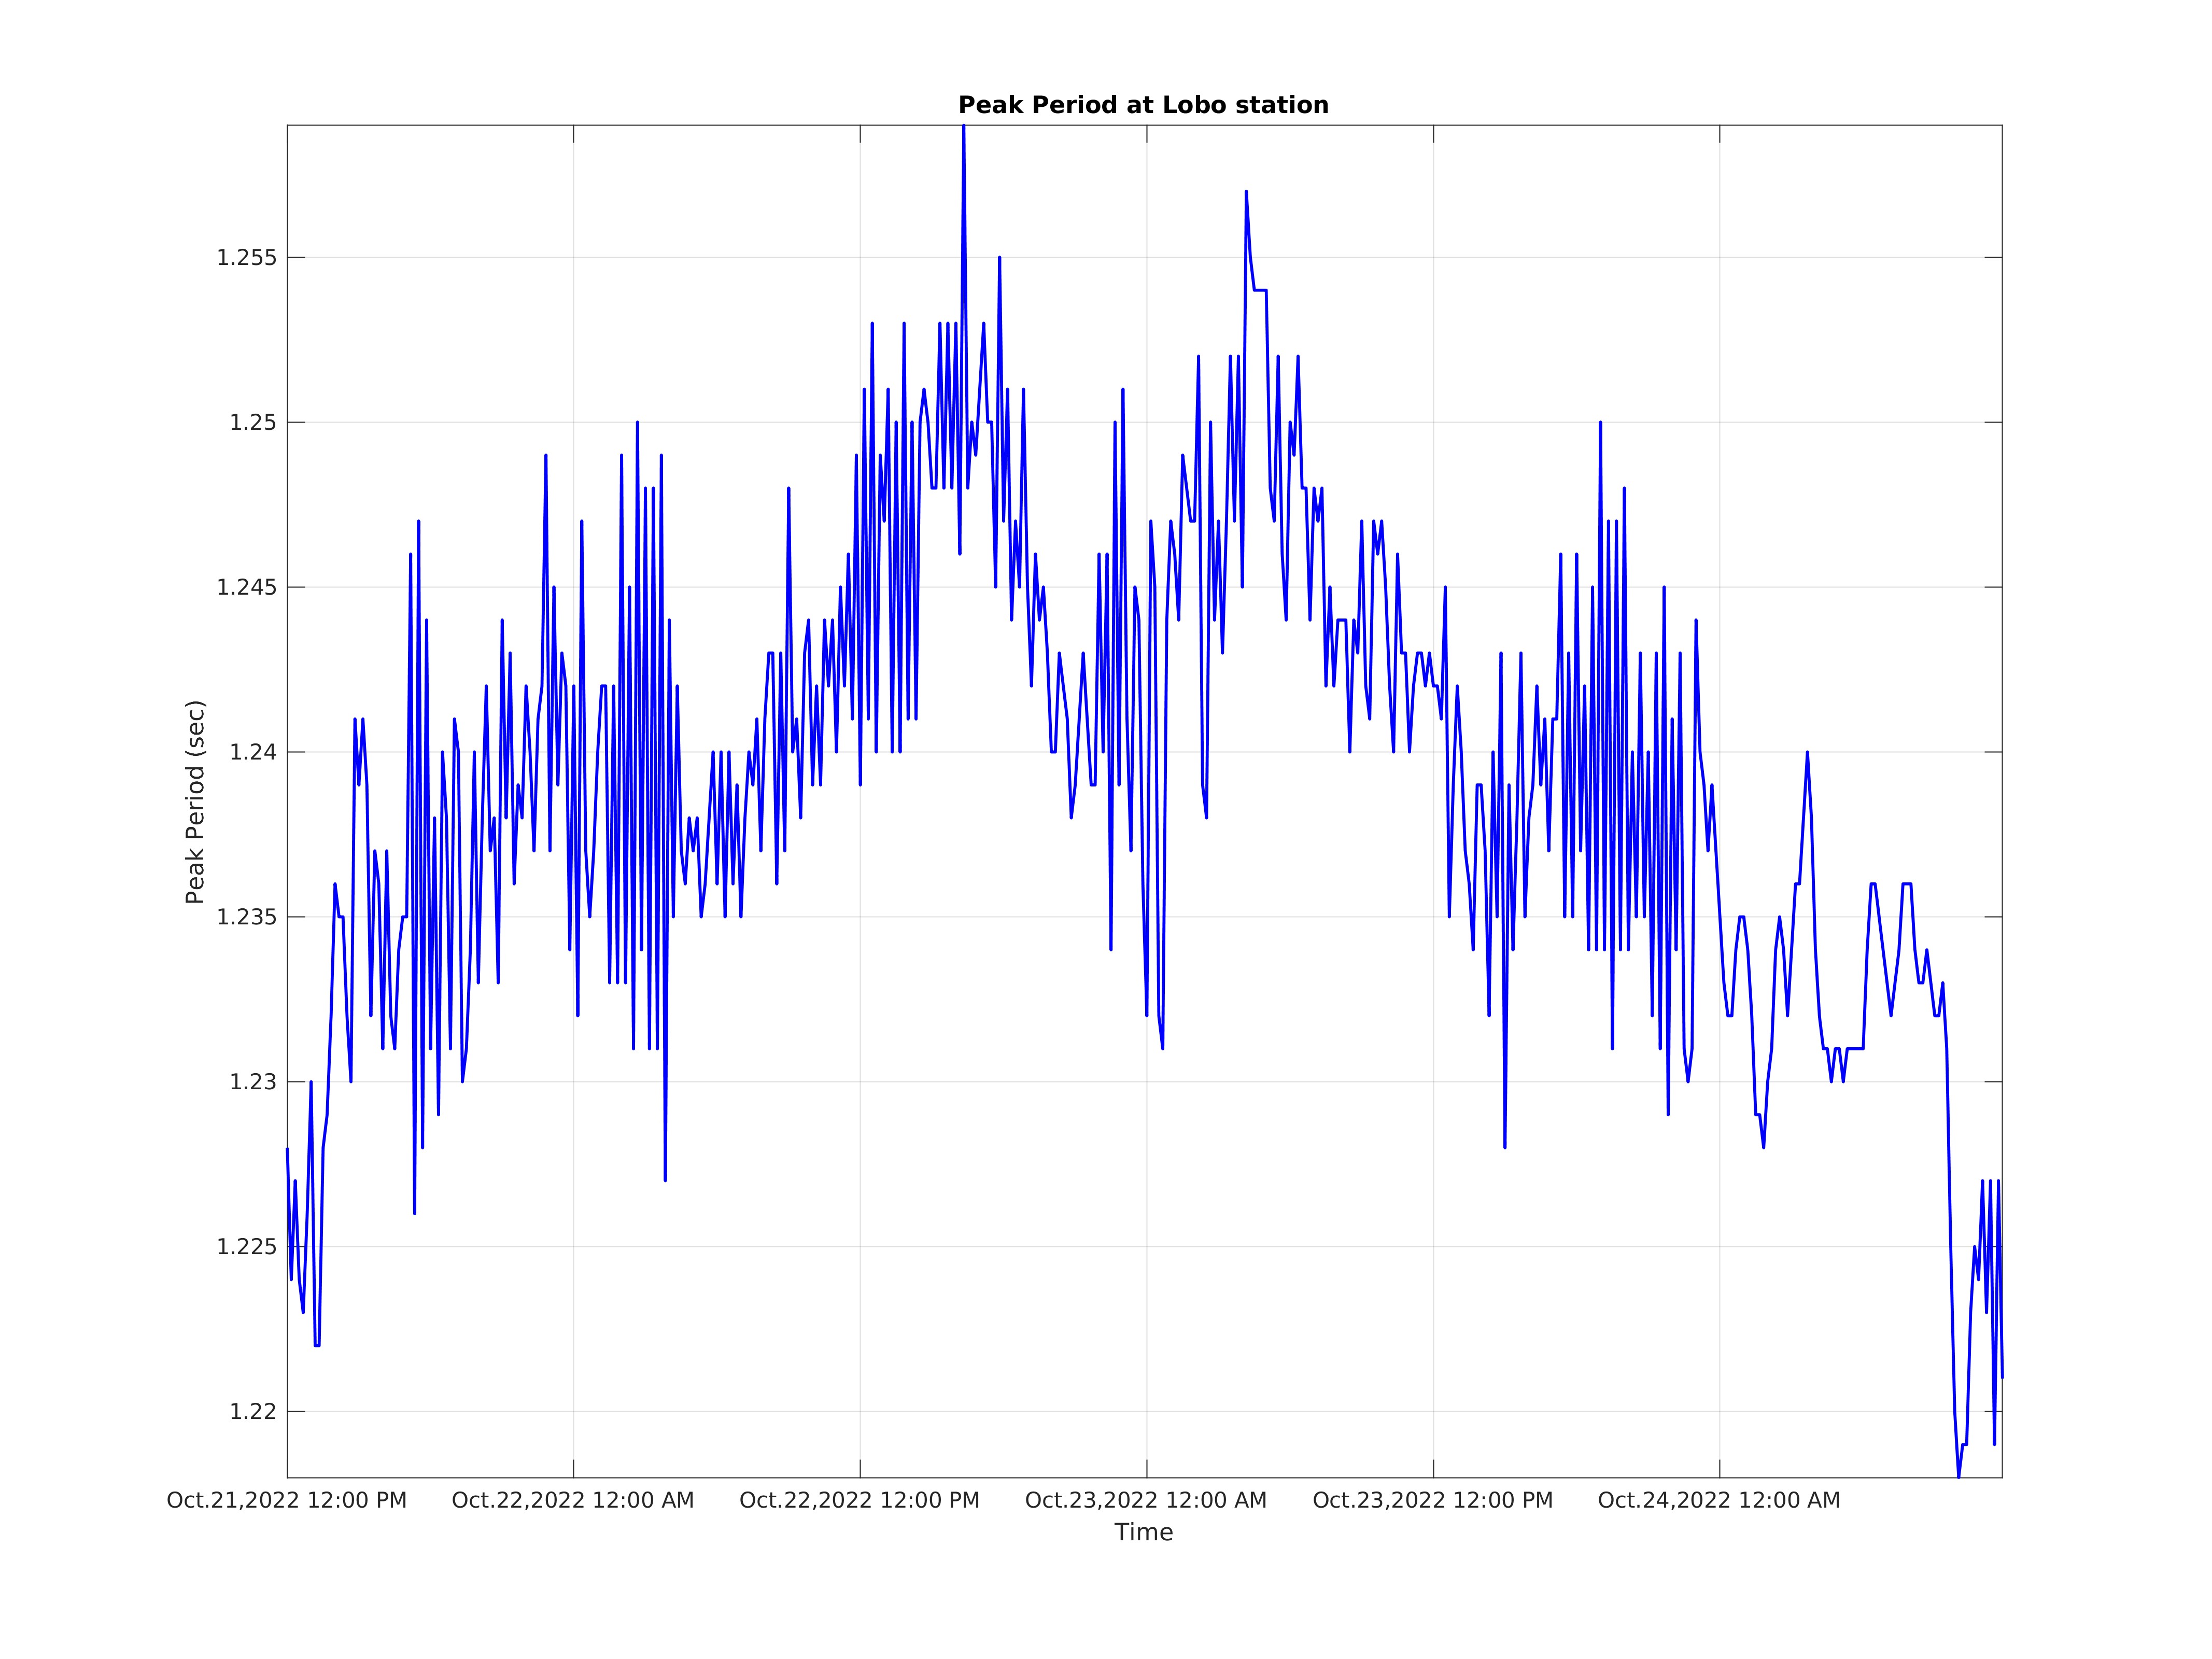 Peak Period at Lobo station
Peak Period (sec)
1.255
1.25
1.245
1.24
1.235
1.23
1.225
1.22
Oct.21,2022 12:00 PM Oct.22,2022 12:00 AM Oct.22,2022 12:00 PM Oct.23,2022 12:00 AM Oct.23,2022 12:00 PM Oct.24,2022 12:00 AM
Time